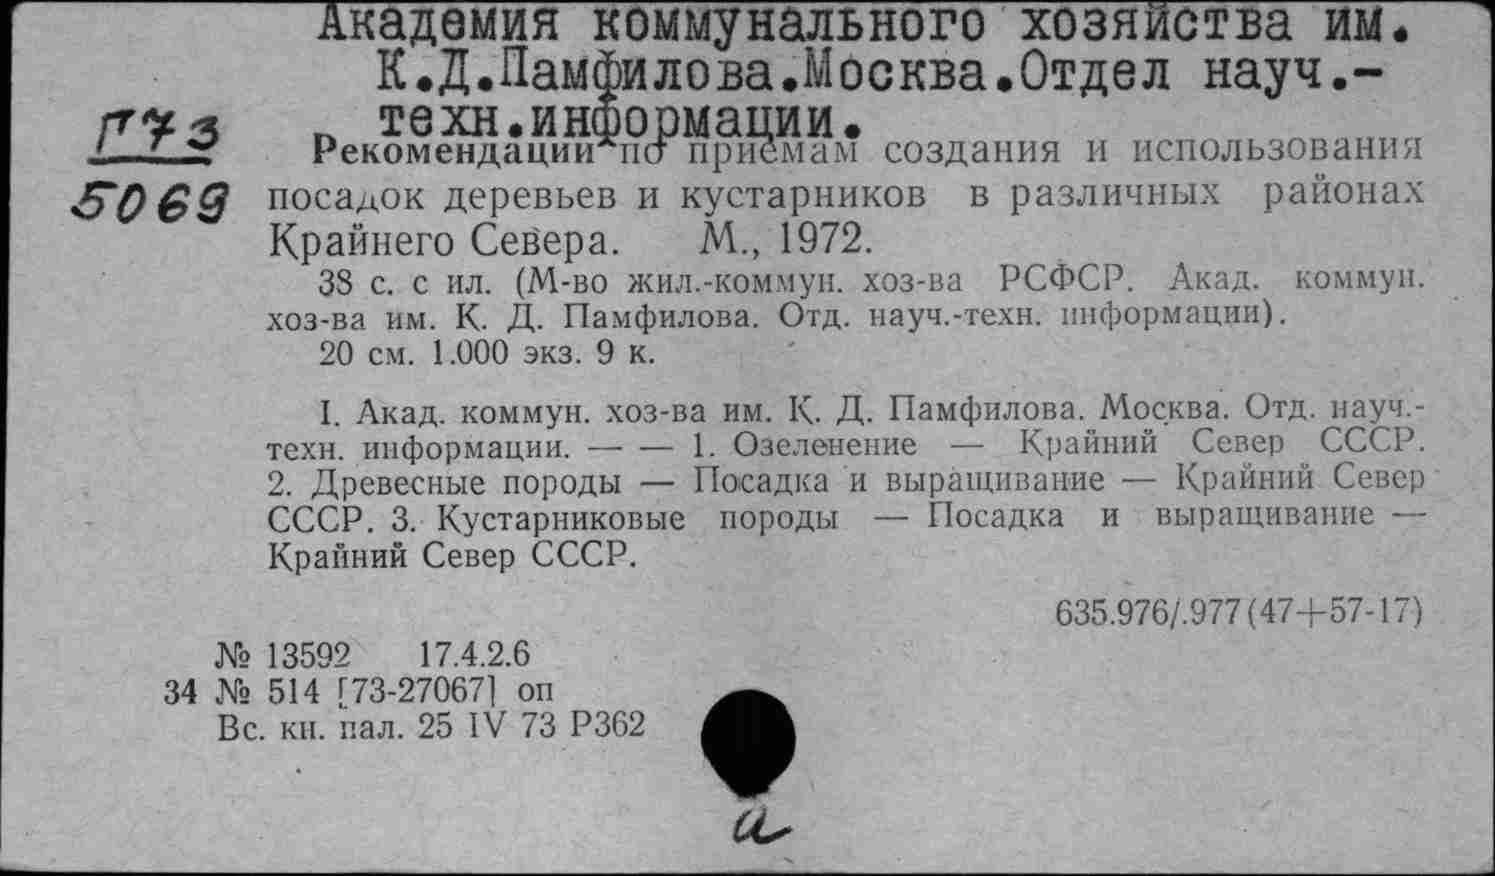 Академия коммунального хозяйства им.
К.Д.Памфилова.Москва.Отдел науч.-
техн.информации.
Г73
5069
Рекомендации по приемам создания и использования
посадок деревьев и кустарников в различных районах
Крайнего Севера. М., 1972.
38 с. с ил. (М-во жил.-коммун. хоз-ва РСФСР. Акад. коммун.
хоз-ва им. К. Д. Памфилова. Отд. науч.-техн. информации).
20 см. 1.000 экз. 9 к.
I. Акад. коммун. хоз-ва им. К. Д. Памфилова. Москва. Отд. науч.-
техн. информации. — — 1. Озеленение — Крайний Север СССР.
2. Древесные породы — Посадка и выращивание — Крайний Север
СССР. 3. Кустарниковые породы — Посадка и выращивание —
Крайний Север СССР.
635.976/.977(47+57-17)
№ 13592 17.4.2.6
34 № 514 [73-27067] оп
Вс. кн. пал. 25 IV 73 Р362